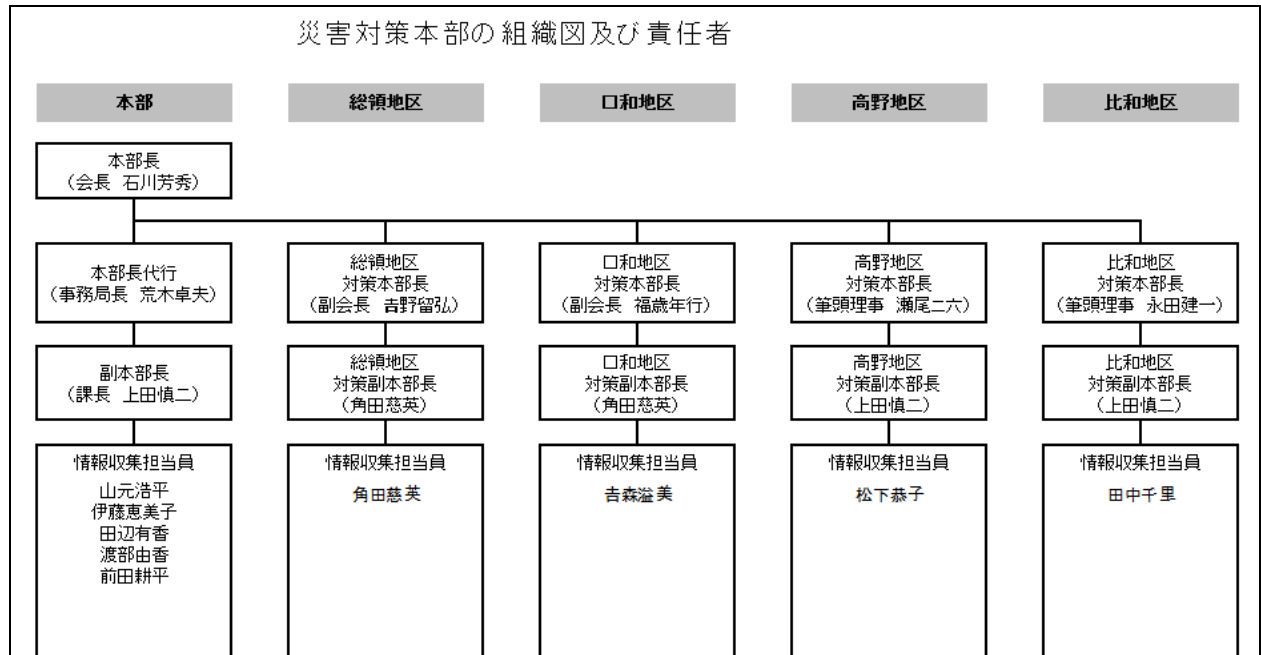 災害対策本部の組織図及び責任者
本部
総領地区
口和地区
高野地区
比和地区
本部長
（会長 石川芳秀）
本部長代行
（事務局長 荒木卓夫）
総領地区
対策本部長
（副会長 吉野留弘）
口和地区
対策本部長
（副会長 福歳年行）
高野地区
対策本部長
（筆頭理事 瀬尾二六）
比和地区
対策本部長
（筆頭理事 永田建一）
副本部長
（課長 上田慎二）
総領地区
対策副本部長
（角田慈英）
口和地区
対策副本部長
（角田慈英）
高野地区
対策副本部長
（上田慎二）
比和地区
対策副本部長
（上田慎二）
情報収集担当員
山元浩平
伊藤恵美子
田辺有香
渡部由香
前田耕平
情報収集担当員
角田慈英
情報収集担当員
吉森溢美
情報収集担当員
松下恭子
情報収集担当員
田中千里